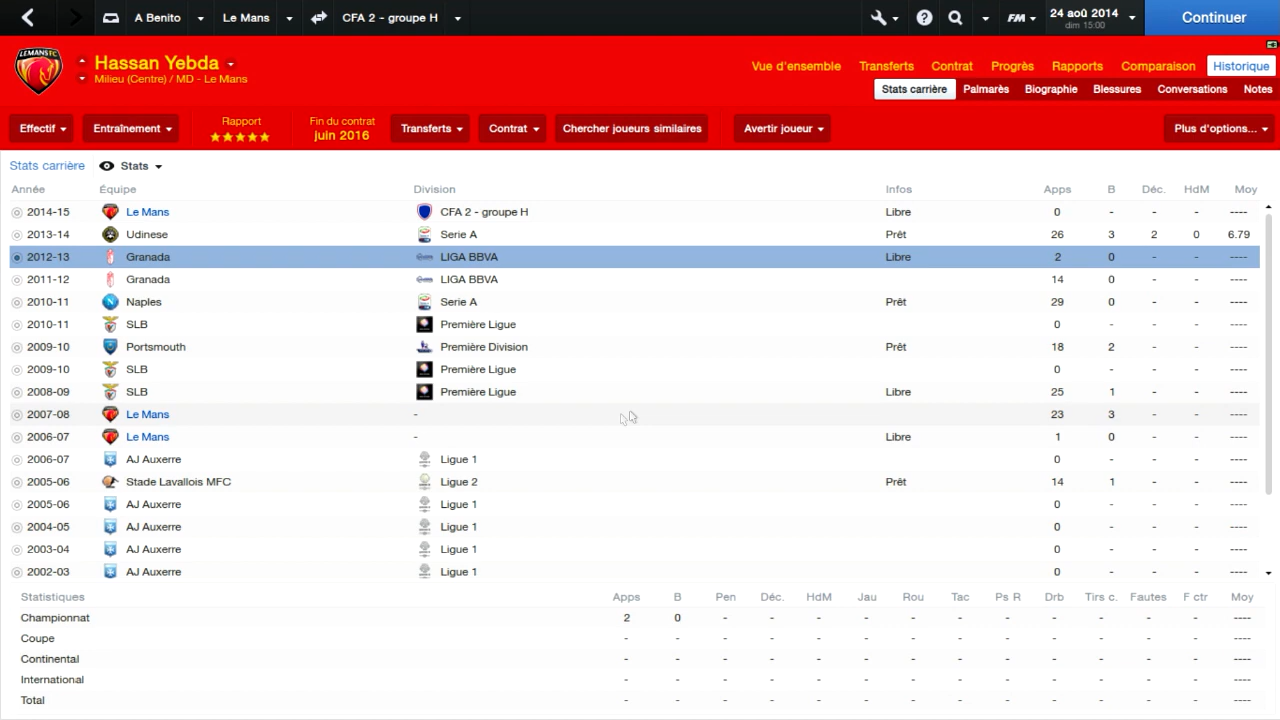 A Benito Le Mans CFA 2 - groupe H FM 24 aoû 2014 dim 15:00 Continuer
LEMANS FC
Hassan Yebda
Milieu (Centre) / MD - Le Mans
Vue d'ensemble Transferts Contrat Progrès Rapports Comparaison Historique
Stats carrière Palmarès Biographie Blessures Conversations Notes
Effectif Entraînement Rapport Fin du contrat juin 2016 Transferts Contrat Chercher joueurs similaires Avertir joueur Plus d'options...
Stats carrière Stats
Année Équipe Division Infos Apps B Déc. HdM Moy
2014-15 Le Mans CFA 2 - groupe H Libre 0 - - - ----
2013-14 Udinese Serie A Prêt 26 3 2 0 6.79
2012-13 Granada LIGA BBVA Libre 2 0 - - ----
2011-12 Granada LIGA BBVA 14 0 - - ----
2010-11 Naples Serie A Prêt 29 0 - - ----
2010-11 SLB Première Ligue 0 - - - ----
2009-10 Portsmouth Première Division Prêt 18 2 - - ----
2009-10 SLB Première Ligue 0 - - - ----
2008-09 SLB Première Ligue Libre 25 1 - - ----
2007-08 Le Mans - 23 3 - - ----
2006-07 Le Mans - Libre 1 0 - - ----
2006-07 AJ Auxerre Ligue 1 0 - - - ----
2005-06 Stade Lavallois MFC Ligue 2 Prêt 14 1 - - ----
2005-06 AJ Auxerre Ligue 1 0 - - - ----
2004-05 AJ Auxerre Ligue 1 0 - - - ----
2003-04 AJ Auxerre Ligue 1 0 - - - ----
2002-03 AJ Auxerre Ligue 1 0 - - - ----
Statistiques Apps B Pen Déc. HdM Jau Rou Tac Ps R Drb Tirs c. Fautes F ctr Moy
Championnat 2 0 - - - - - - - - - - - ----
Coupe - - - - - - - - - - - - - ----
Continental - - - - - - - - - - - - - ----
International - - - - - - - - - - - - - ----
Total - - - - - - - - - - - - - ----